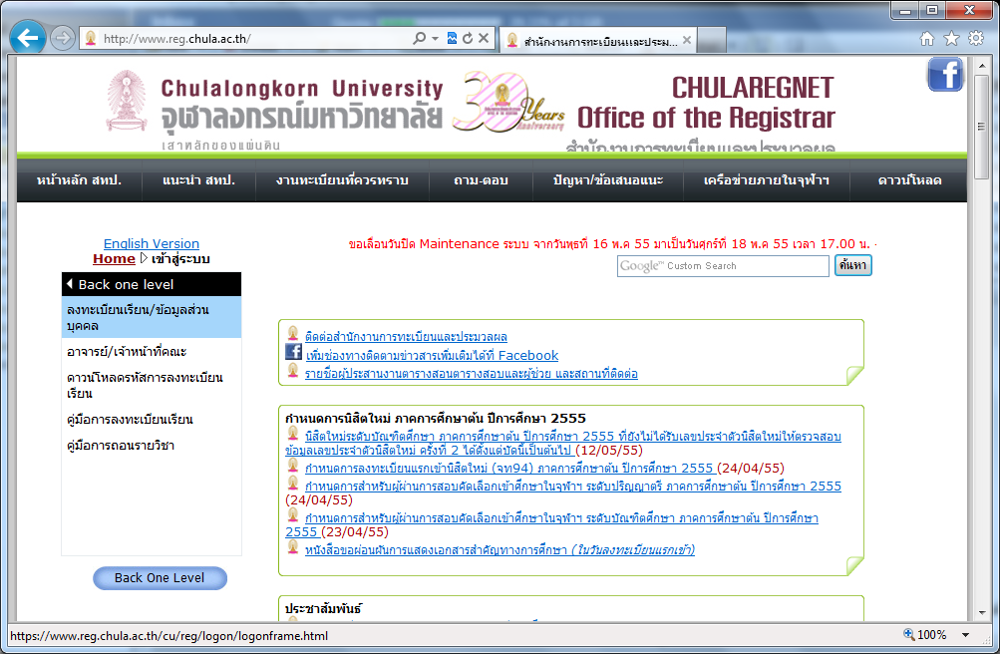 http://www.reg.chula.ac.th/
สำนักงานการทะเบียนและประม...
Chulalongkorn University
จุฬาลงกรณ์มหาวิทยาลัย
เสาหลักของแผ่นดิน
30 Years
Anniversary
CHULAREGNET
Office of the Registrar
สำนักงานการทะเบียนและประมวลผล
หน้าหลัก สทป. แนะนำ สทป. งานทะเบียนที่ควรทราบ ถาม-ตอบ ปัญหา/ข้อเสนอแนะ เครือข่ายภายในจุฬาฯ ดาวน์โหลด
English Version
Home เข้าสู่ระบบ
Back one level
ลงทะเบียนเรียน/ข้อมูลส่วน
บุคคล
อาจารย์/เจ้าหน้าที่คณะ
ดาวน์โหลดรหัสการลงทะเบียน
เรียน
คู่มือการลงทะเบียนเรียน
คู่มือการถอนรายวิชา
Back One Level
ขอเลื่อนวันปิด Maintenance ระบบ จากวันพุธที่ 16 พ.ค 55 มาเป็นวันศุกร์ที่ 18 พ.ค 55 เวลา 17.00 น. -
Google™ Custom Search ค้นหา
ติดต่อสำนักงานการทะเบียนและประมวลผล
เพิ่มช่องทางติดตามข่าวสารเพิ่มเติมได้ที่ Facebook
รายชื่อผู้ประสานงานตารางสอนตารางสอบและผู้ช่วย และสถานที่ติดต่อ
กำหนดการนิสิตใหม่ ภาคการศึกษาต้น ปีการศึกษา 2555
นิสิตใหม่ระดับบัณฑิตศึกษา ภาคการศึกษาต้น ปีการศึกษา 2555 ที่ยังไม่ได้รับเลขประจำตัวนิสิตใหม่ให้ตรวจสอบ
ข้อมูลเลขประจำตัวนิสิตใหม่ ครั้งที่ 2 ได้ตั้งแต่บัดนี้เป็นต้นไป (12/05/55)
กำหนดการลงทะเบียนแรกเข้านิสิตใหม่ (จท94) ภาคการศึกษาต้น ปีการศึกษา 2555 (24/04/55)
กำหนดการสำหรับผู้ผ่านการสอบคัดเลือกเข้าศึกษาในจุฬาฯ ระดับปริญญาตรี ภาคการศึกษาต้น ปีการศึกษา 2555
(24/04/55)
กำหนดการสำหรับผู้ผ่านการสอบคัดเลือกเข้าศึกษาในจุฬาฯ ระดับบัณฑิตศึกษา ภาคการศึกษาต้น ปีการศึกษา
2555 (23/04/55)
หนังสือขอผ่อนผันการแสดงเอกสารสำคัญทางการศึกษา (ในวันลงทะเบียนแรกเข้า)
ประชาสัมพันธ์
https://www.reg.chula.ac.th/cu/reg/logon/logonframe.html
100%